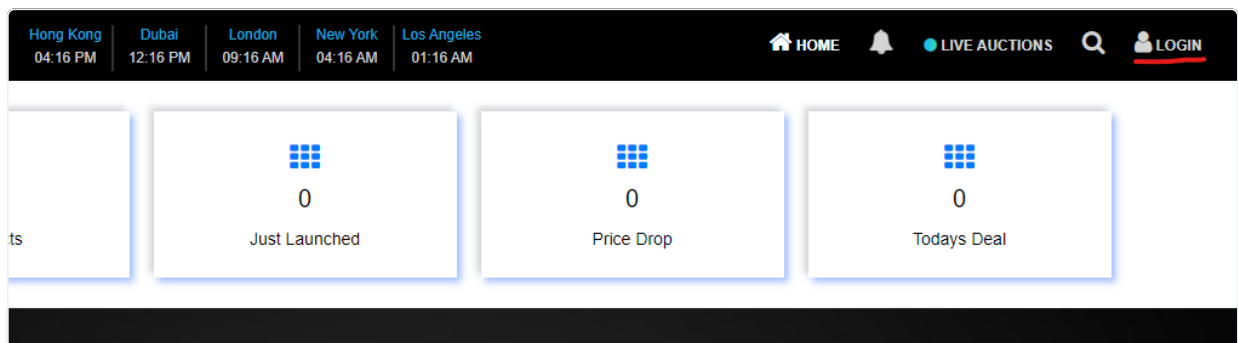 Hong Kong Dubai London New York Los Angeles
04:16 PM 12:16 PM 09:16 AM 04:16 AM 01:16 AM
HOME LIVE AUCTIONS LOGIN
0 0 0
Just Launched Price Drop Todays Deal